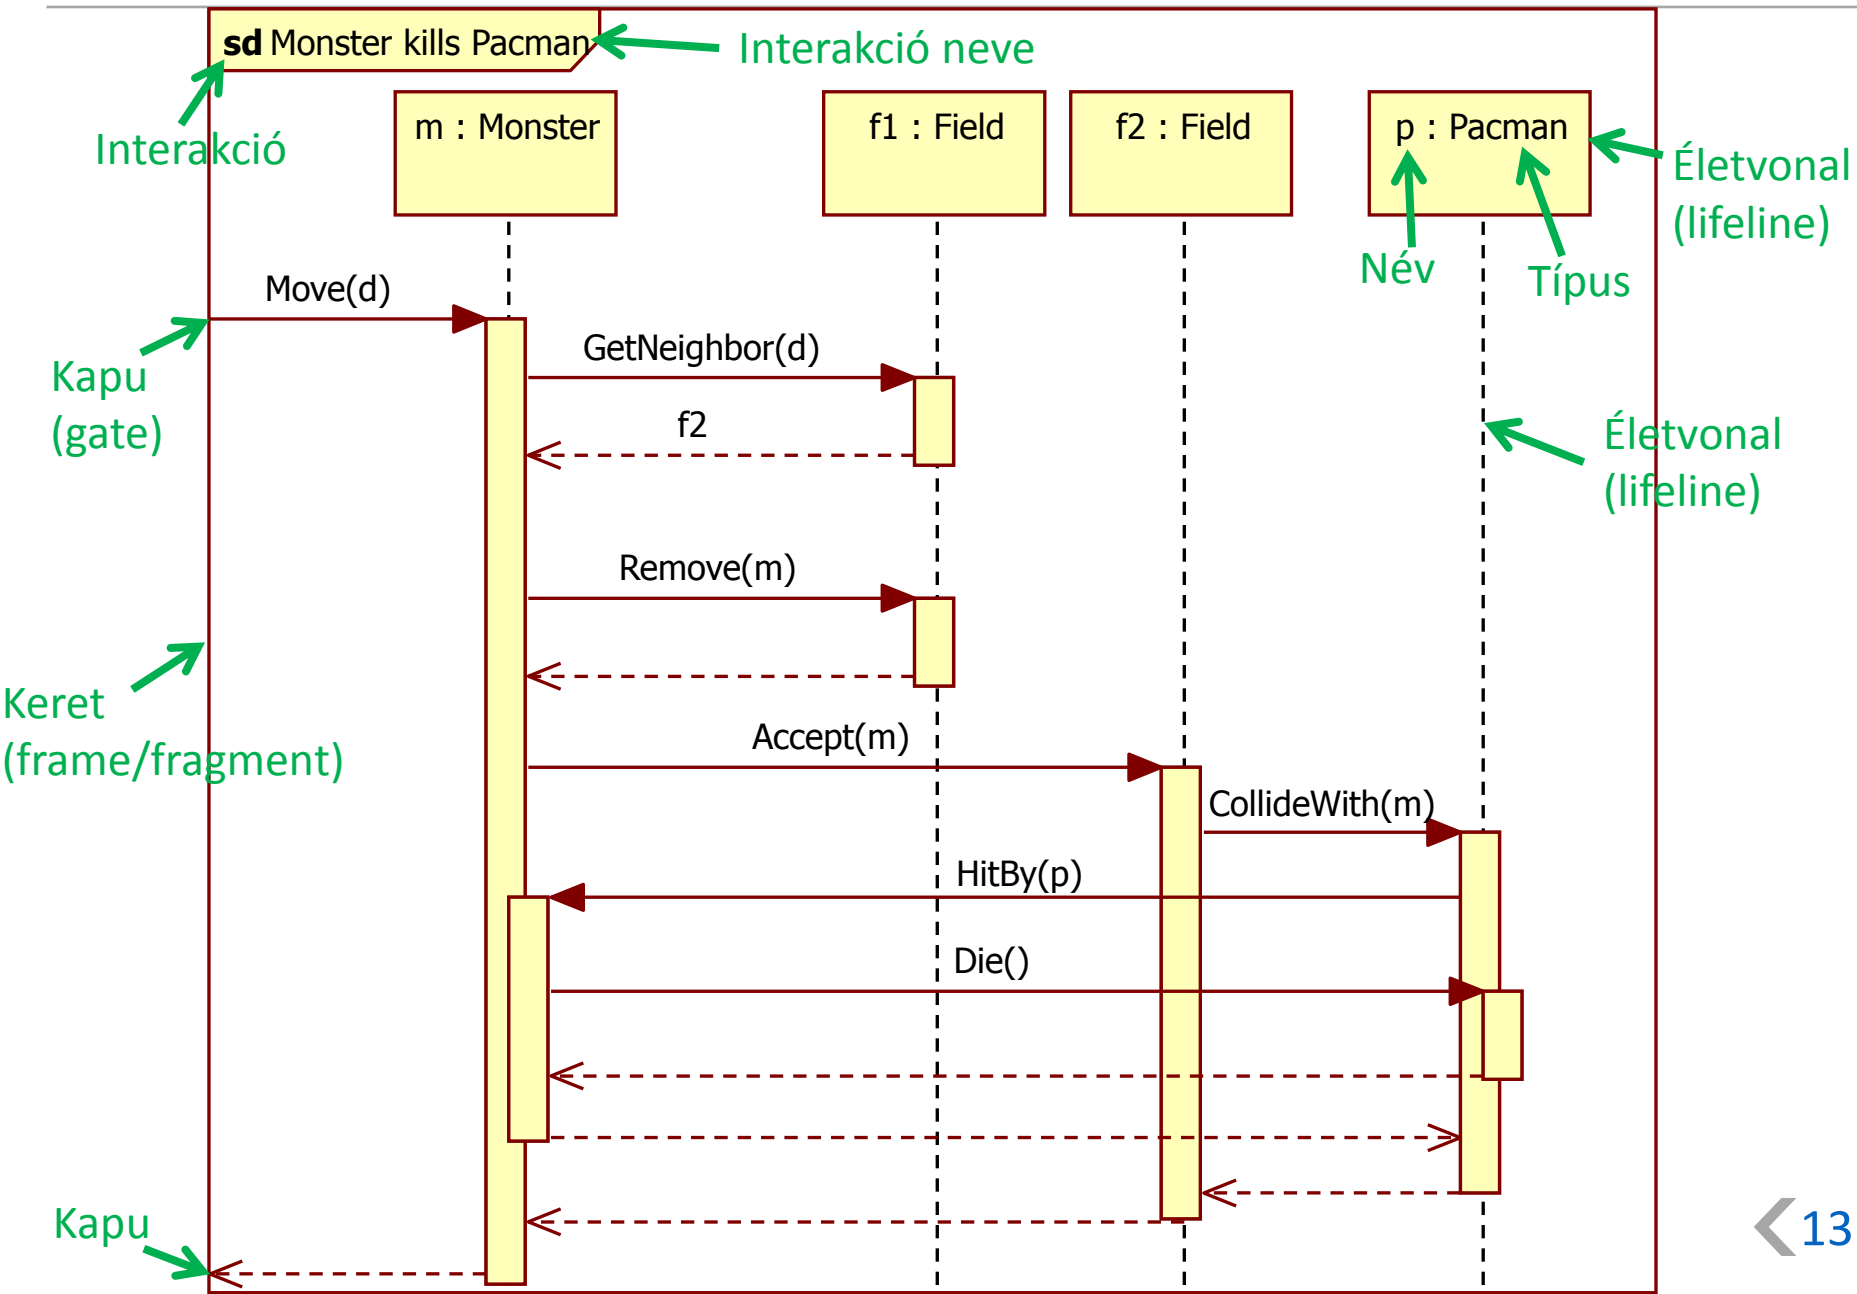 sd Monster kills Pacman
Interakció neve
Interakció
m : Monster
f1 : Field
f2 : Field
p : Pacman
Életvonal
(lifeline)
Név
Típus
Move(d)
GetNeighbor(d)
Kapu
(gate)
f2
Életvonal
(lifeline)
Remove(m)
Keret
(frame/fragment)
Accept(m)
CollideWith(m)
HitBy(p)
Die()
Kapu
13